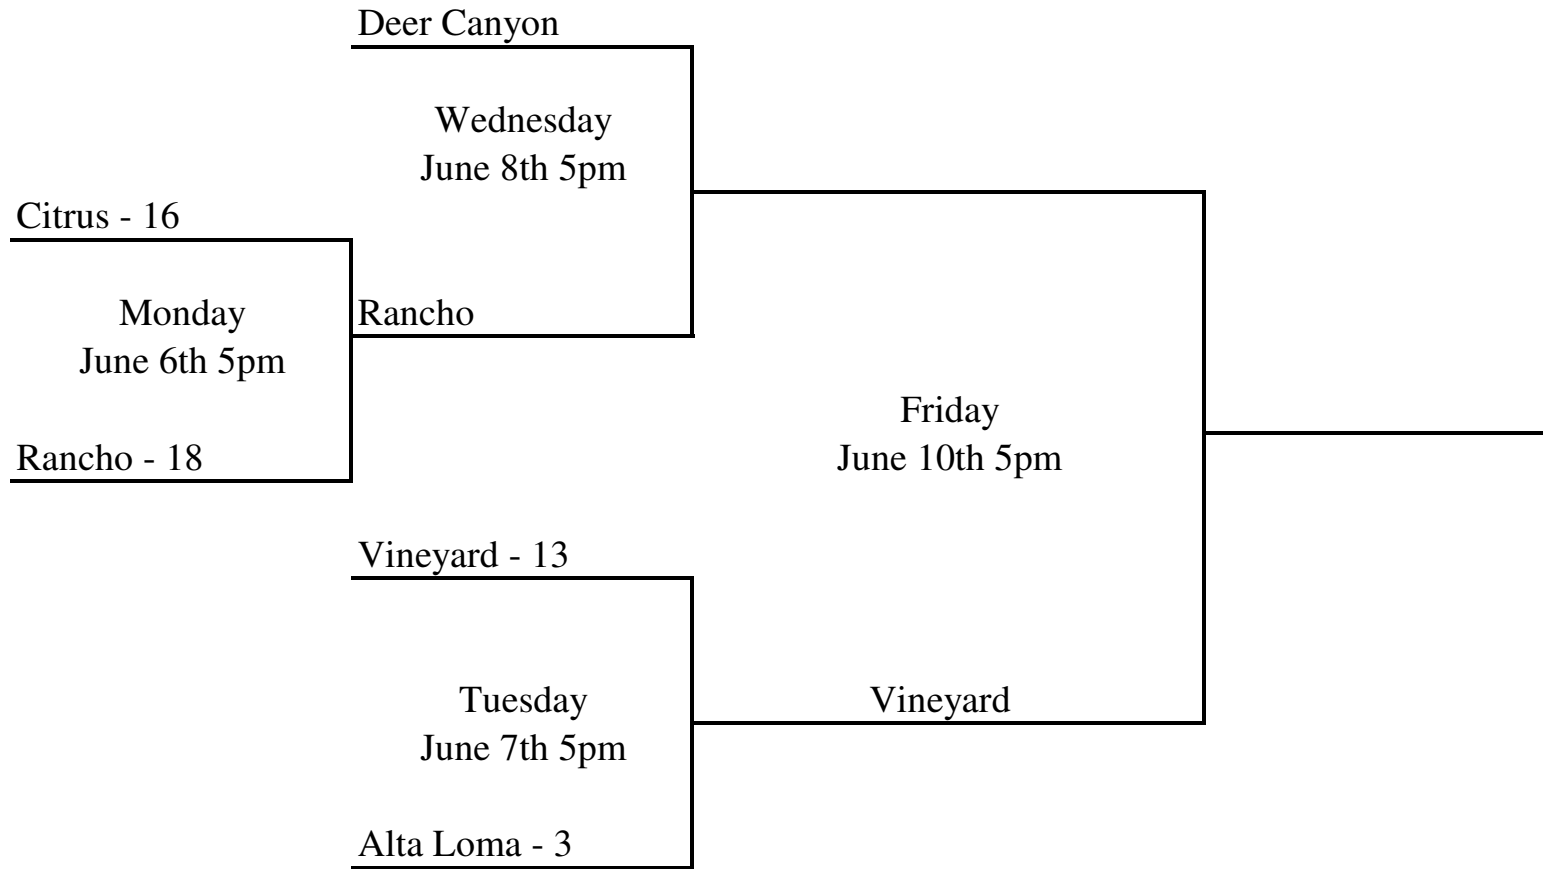 Deer Canyon
Wednesday
June 8th 5pm
Citrus - 16
Monday
June 6th 5pm
Rancho
Rancho - 18
Friday
June 10th 5pm
Vineyard - 13
Tuesday
June 7th 5pm
Vineyard
Alta Loma - 3